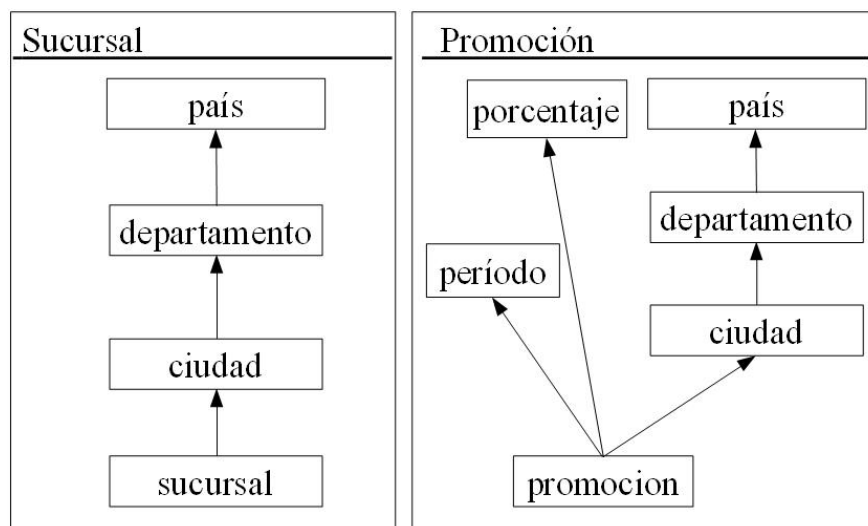 Sucursal
país
departamento
ciudad
sucursal
Promoción
porcentaje
país
departamento
período
ciudad
promocion